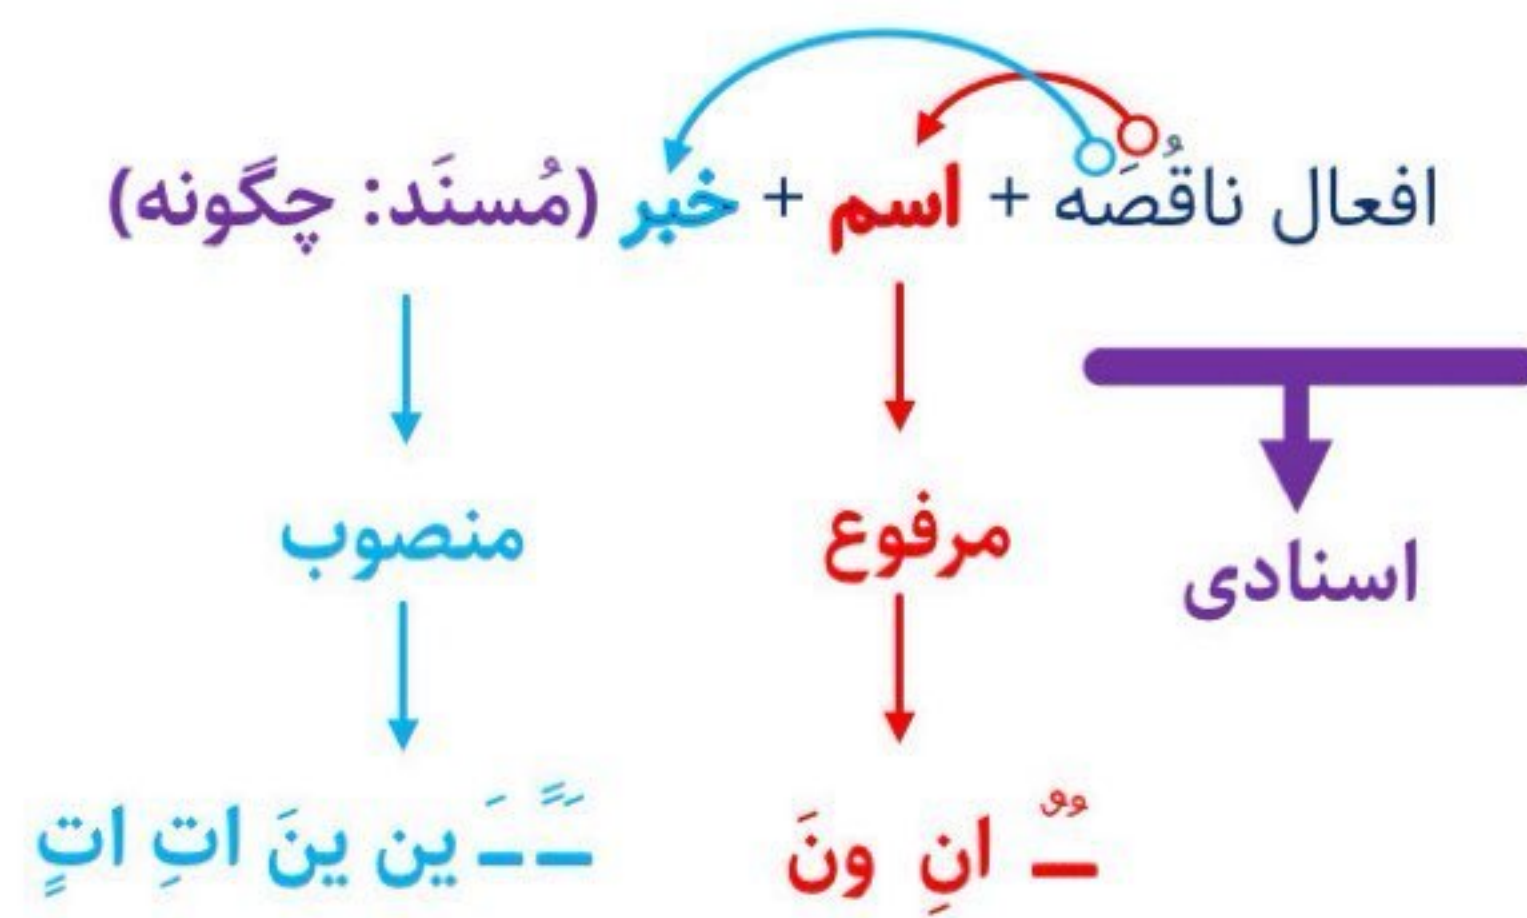 افعال ناقُصَه + اسم + خبر (مُسنَد: چگونه)
اسنادی
مرفوع
منصوب
ـٌـُ انِ ونَ
ـًـَ ـَ ین ینَ اتِ اتٍ